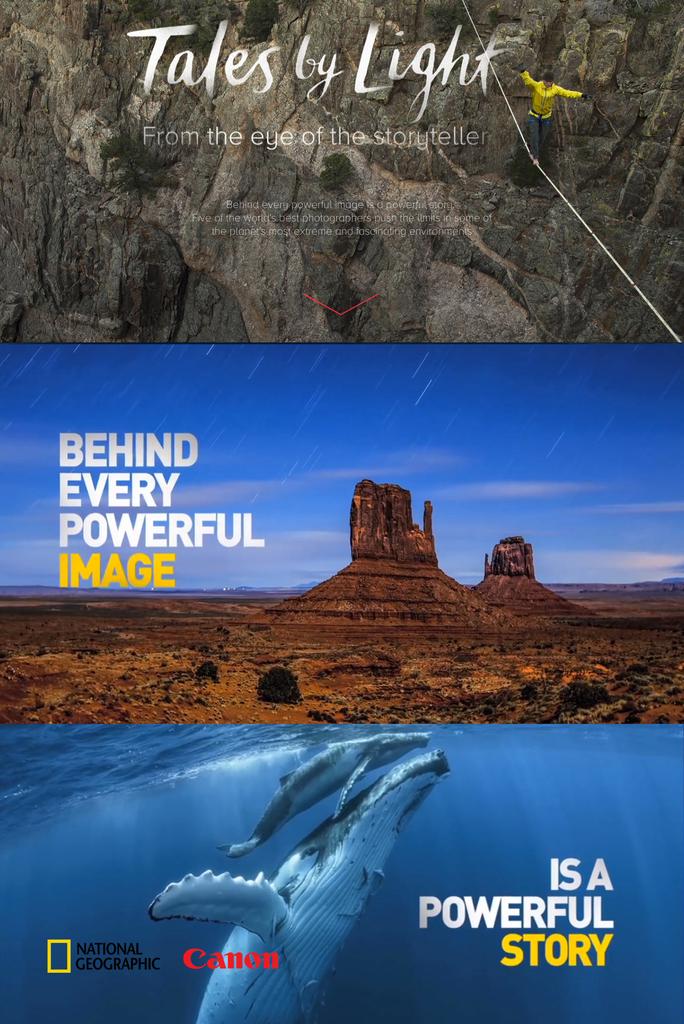 Tales by Light
From the eye of the storyteller
Behind every powerful image is a powerful story.
Five of the world's best photographers push the limits in some of
the planet's most extreme and fascinating environments.
BEHIND
EVERY
POWERFUL
IMAGE
IS A
POWERFUL
STORY
NATIONAL
GEOGRAPHIC
Canon